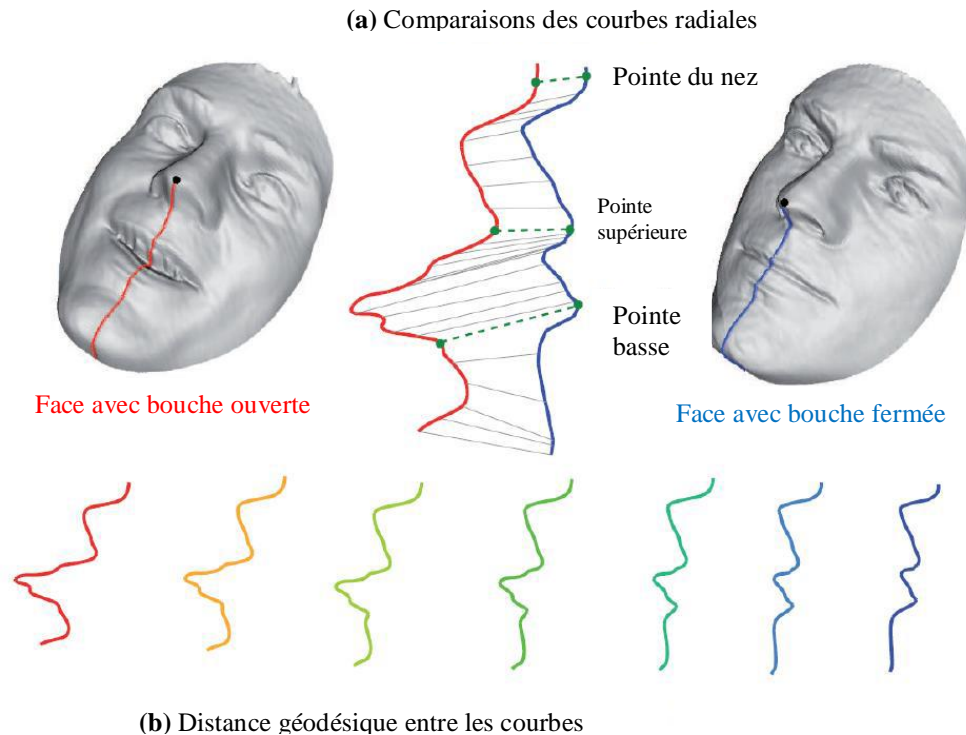 (a) Comparaisons des courbes radiales
Pointe du nez
Pointe
supérieure
Pointe
basse
Face avec bouche ouverte
Face avec bouche fermée
(b) Distance géodésique entre les courbes